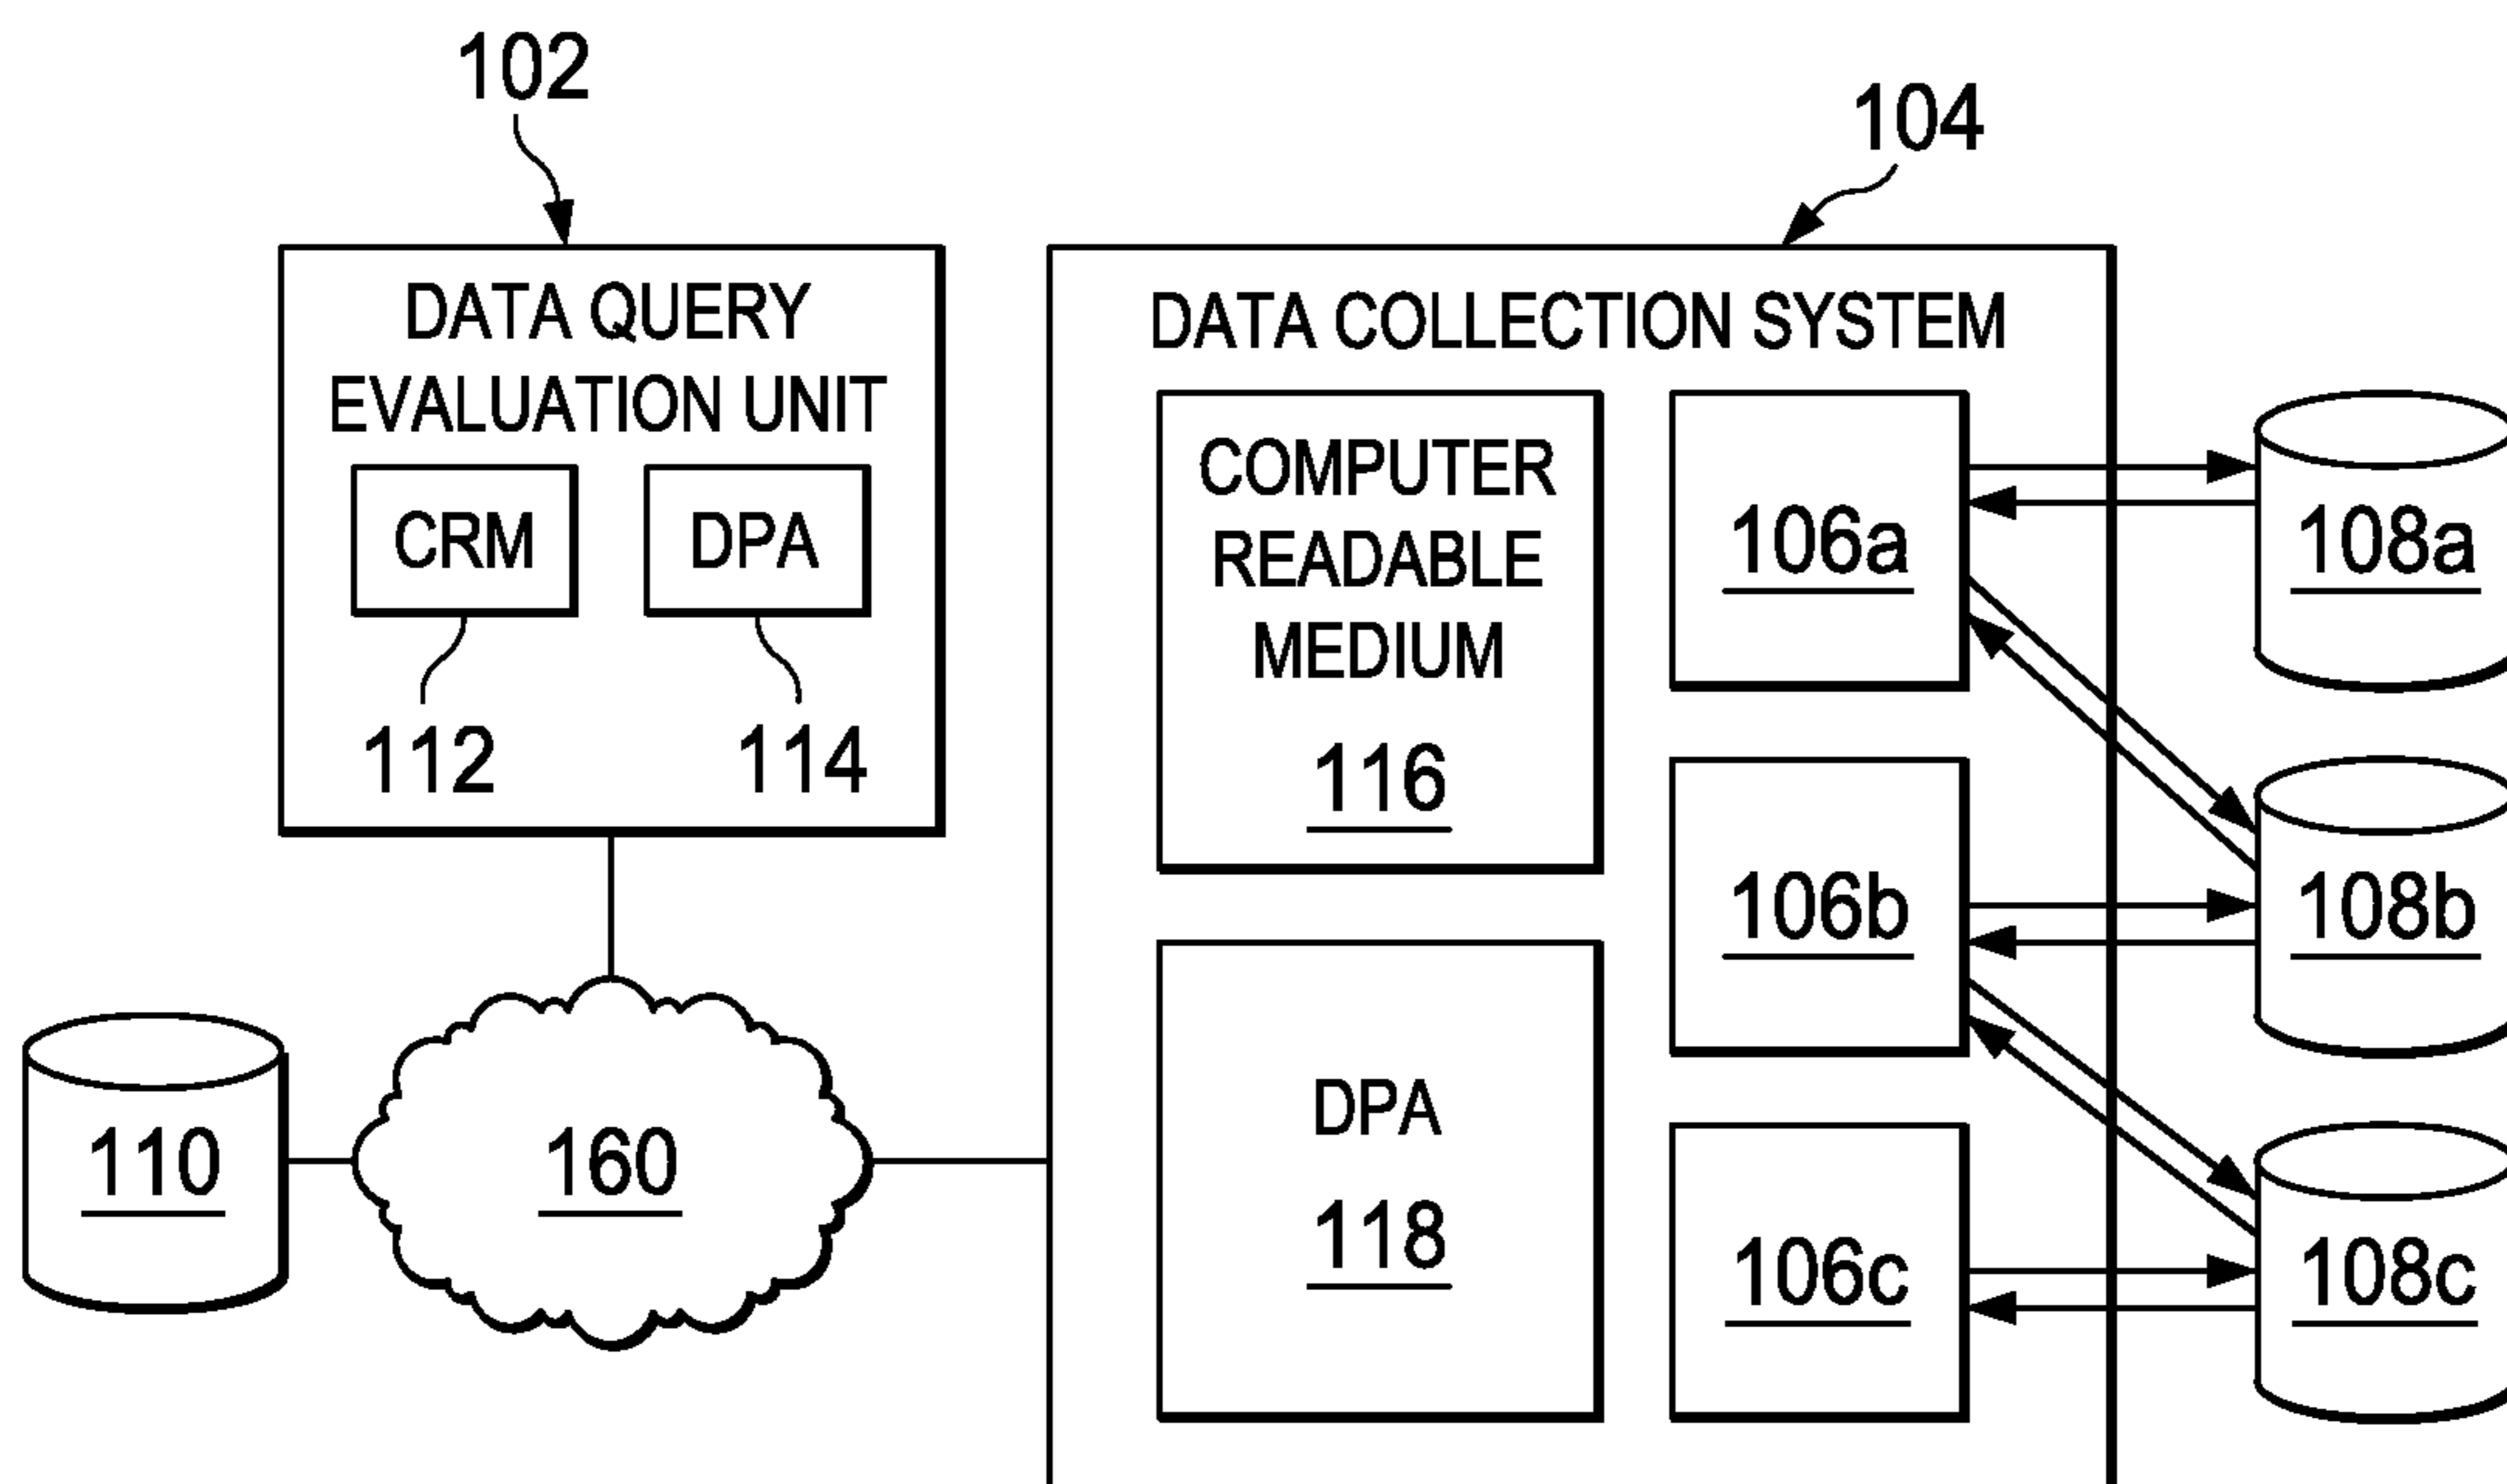 102
104
DATA QUERY
EVALUATION UNIT
CRM
DPA
112
114
DATA COLLECTION SYSTEM
COMPUTER
READABLE
MEDIUM
116
106a
108a
106b
108b
110
160
DPA
118
106c
108c